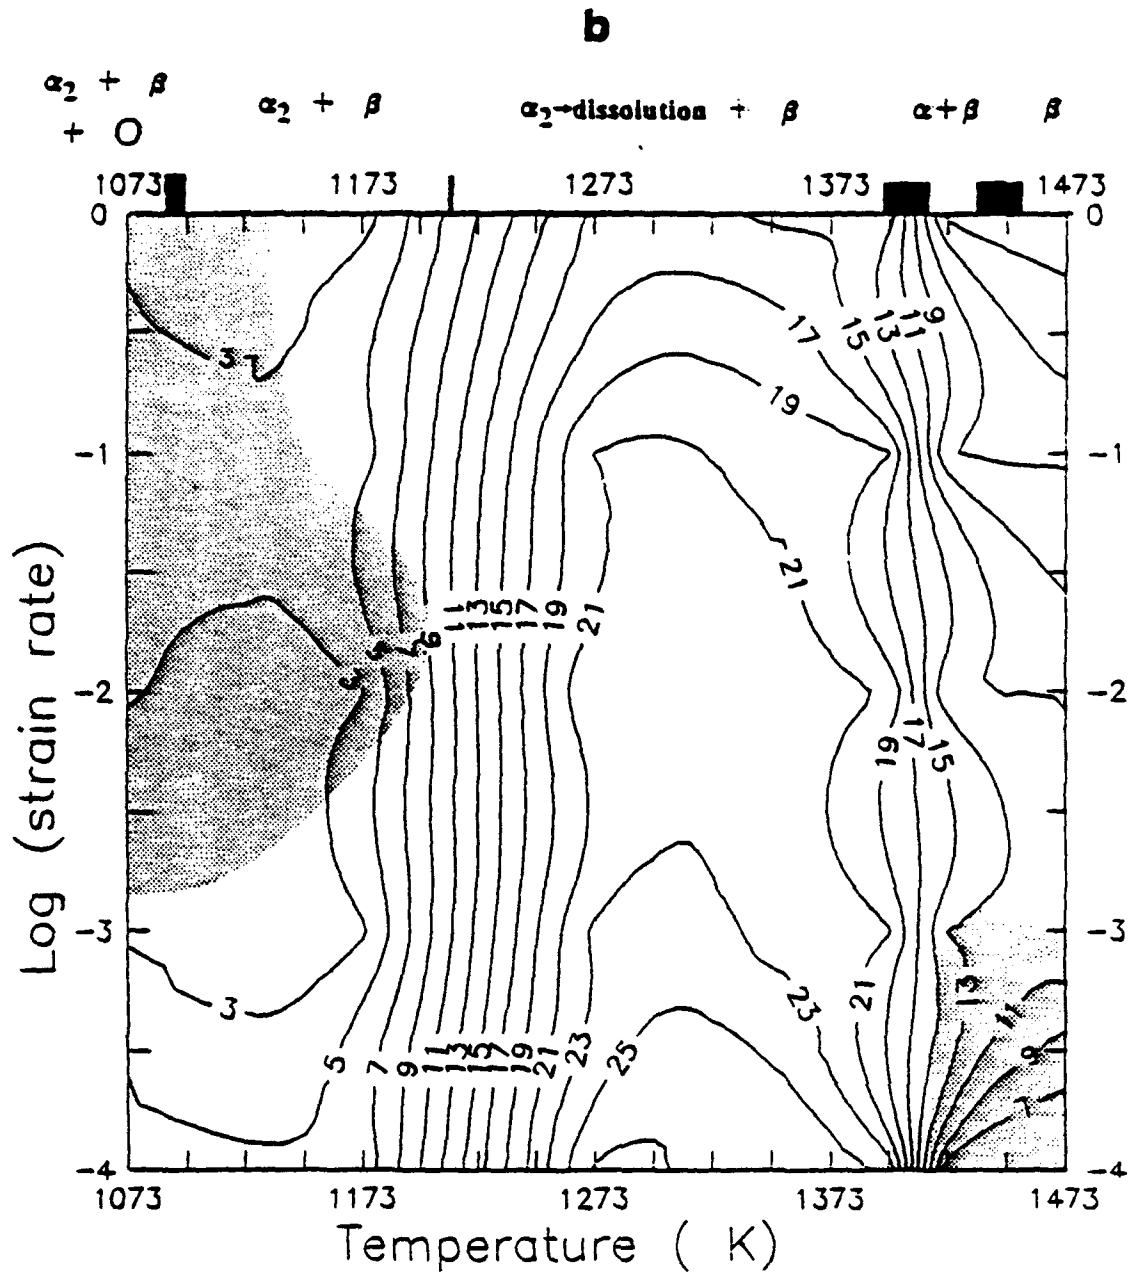 b
α₂ + β
+ O
α₂ + β
α₂→dissolution + β
α+β
β
1073 1173 1273 1373 1473
0 0
3
17 15 13 11 9
19
-1 -1
21
11 13 15 17 19 21
5 7 9
-2 -2
19 17 15
Log (strain rate)
-3 -3
3
23 21 13 11
5 7 9 11 13 15 17 19 21 23 25
9
7
-4 -4
1073 1173 1273 1373 1473
Temperature ( K)